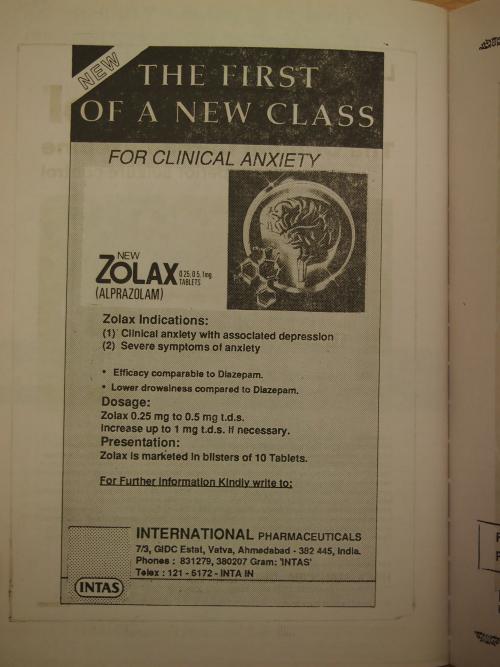 NEW
THE FIRST
OF A NEW CLASS
FOR CLINICAL ANXIETY
NEW
ZOLAX 0.25, 0.5, 1mg. TABLETS
(ALPRAZOLAM)
Zolax Indications:
(1) Clinical anxiety with associated depression
(2) Severe symptoms of anxiety
• Efficacy comparable to Diazepam.
• Lower drowsiness compared to Diazepam.
Dosage:
Zolax 0.25 mg to 0.5 mg t.d.s.
Increase up to 1 mg t.d.s. if necessary.
Presentation:
Zolax is marketed in blisters of 10 Tablets.
For Further Information Kindly write to:
INTERNATIONAL PHARMACEUTICALS
7/3, GIDC Estat, Vatva, Ahmedabad - 382 445, India.
Phones : 831279, 380207 Gram: 'INTAS'
Telex : 121 - 6172 - INTA IN
INTAS